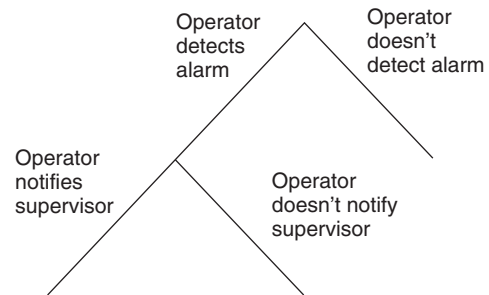 Operator
detects
alarm
Operator
doesn't
detect alarm
Operator
notifies
supervisor
Operator
doesn't notify
supervisor